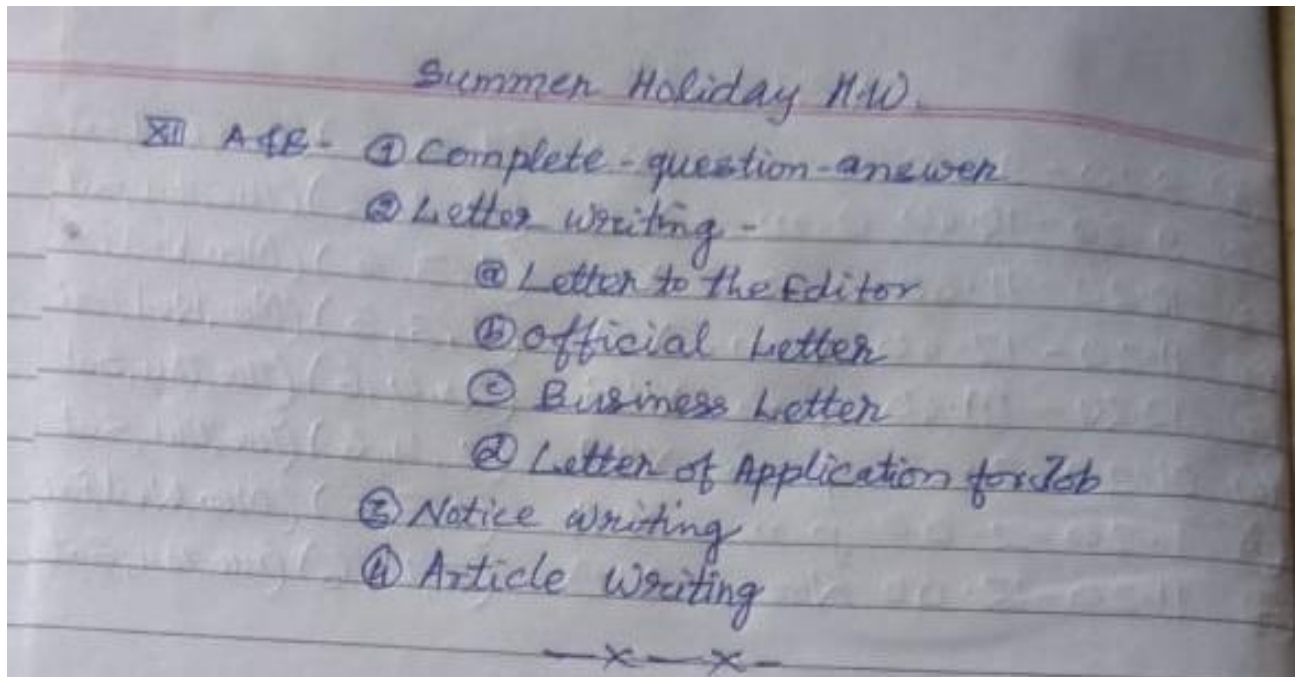 Summer Holiday H.W.
XII A & B - ① Complete - question - answer
② Letter writing -
ⓐ Letter to the Editor
ⓑ Official Letter
ⓒ Business Letter
ⓓ Letter of Application for Job
③ Notice writing
④ Article Writing
—x—x—